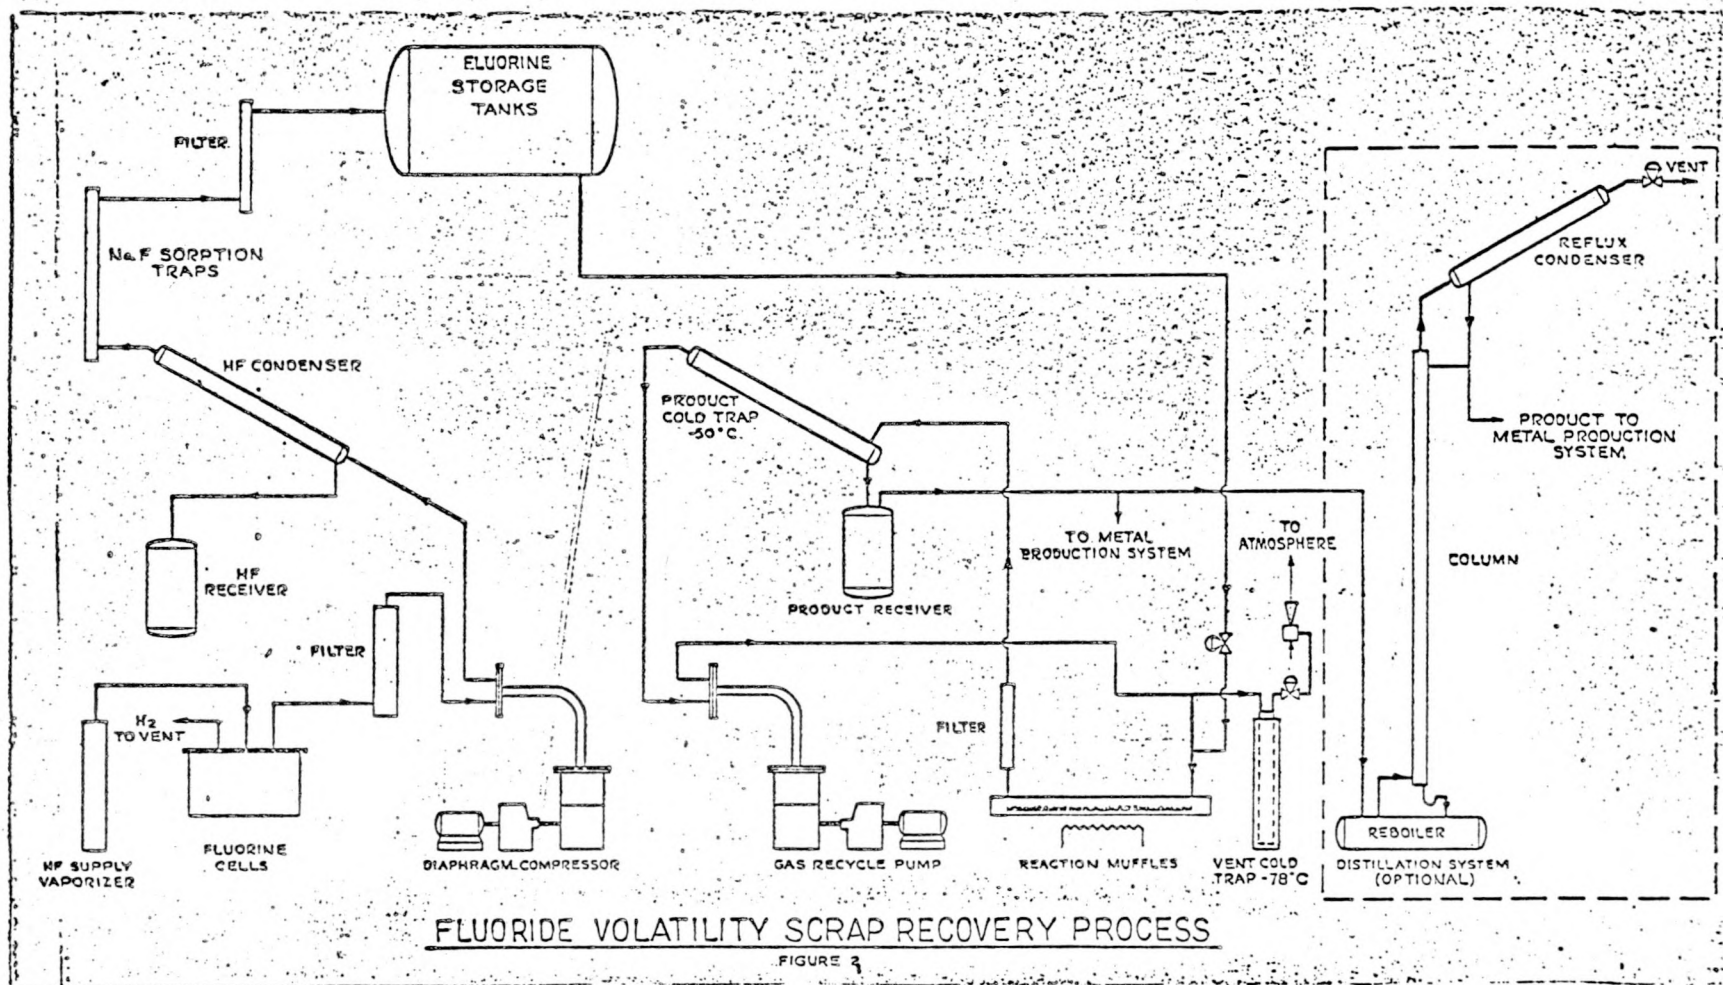 FLUORINE
STORAGE
TANKS
FILTER
VENT
NaF SORPTION
TRAPS
REFLUX
CONDENSER
HF CONDENSER
PRODUCT
COLD TRAP
-50°C.
PRODUCT TO
METAL PRODUCTION
SYSTEM
TO METAL
PRODUCTION SYSTEM
TO
ATMOSPHERE
COLUMN
HF
RECEIVER
PRODUCT RECEIVER
FILTER
H2
TO VENT
FILTER
HF SUPPLY
VAPORIZER
FLUORINE
CELLS
DIAPHRAGM COMPRESSOR
GAS RECYCLE PUMP
REACTION MUFFLES
VENT COLD
TRAP -78°C
REBOILER
DISTILLATION SYSTEM
(OPTIONAL)
FLUORIDE VOLATILITY SCRAP RECOVERY PROCESS
FIGURE 2